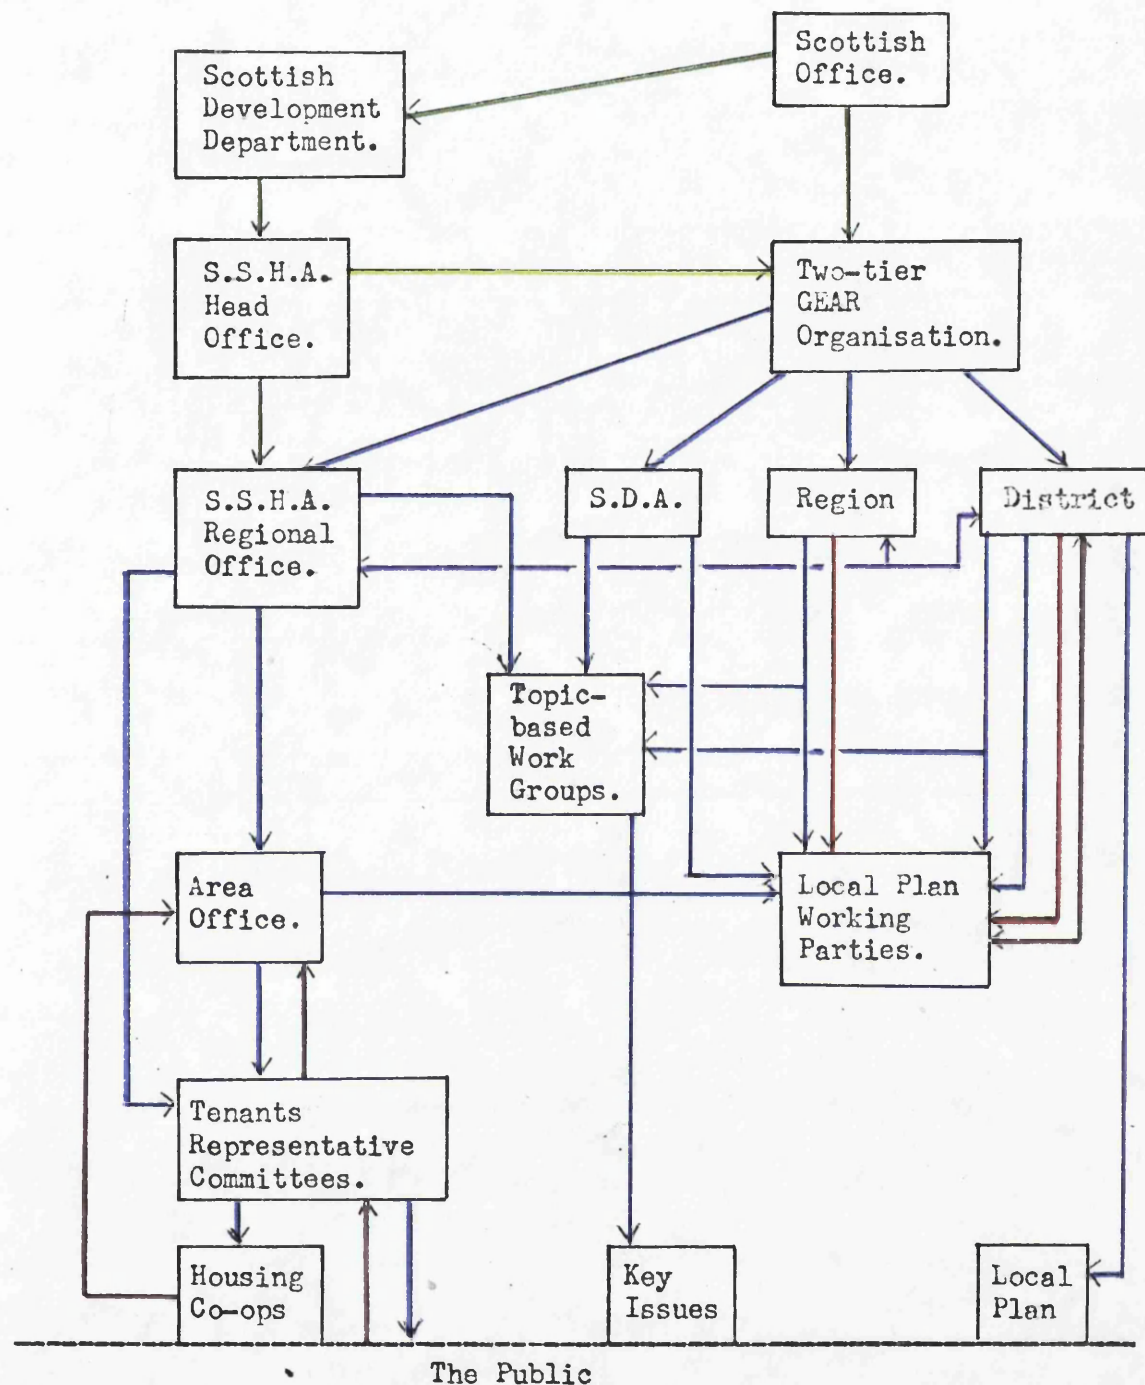 Scottish
Office.
Scottish
Development
Department.
S.S.H.A.
Head
Office.
Two-tier
GEAR
Organisation.
S.S.H.A.
Regional
Office.
S.D.A.
Region
District
Topic-
based
Work
Groups.
Area
Office.
Local Plan
Working
Parties.
Tenants
Representative
Committees.
Housing
Co-ops
Key
Issues
Local
Plan
The Public